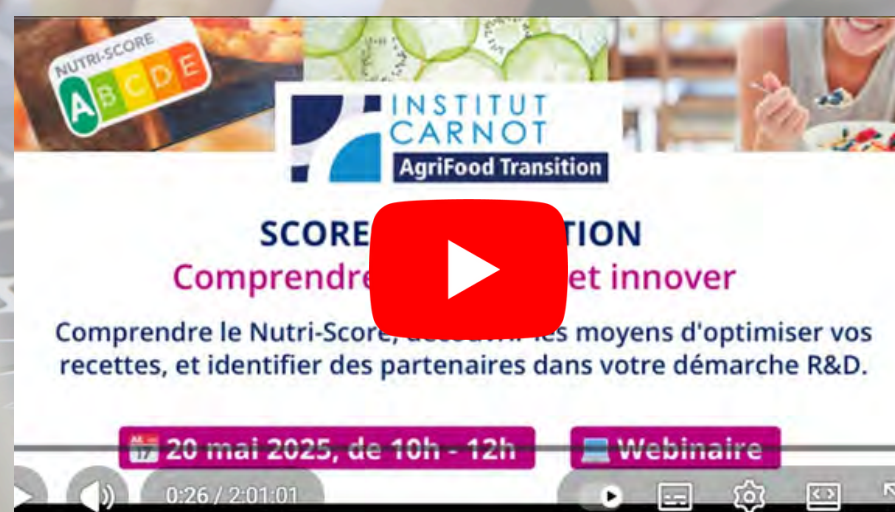 NUTRI-SCORE
A B C D E
INSTITUT
CARNOT
AgriFood Transition
SCORE TION
Comprendre et innover
Comprendre le Nutri-Score, découvrir les moyens d'optimiser vos
recettes, et identifier des partenaires dans votre démarche R&D.
20 mai 2025, de 10h - 12h
Webinaire
0:26 / 2:01:01